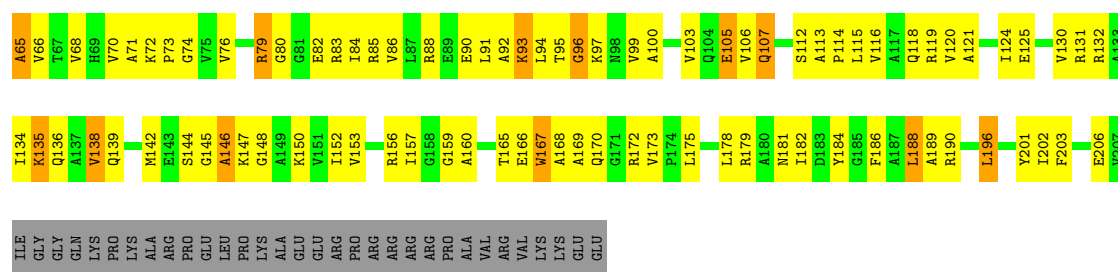 A65 V66 T67 V68 H69 V70 A71 K72 P73 G74 V75 V76 R79 G80 G81 E82 R83 I84 R85 V86 L87 R88 E89 E90 L91 A92 K93 L94 T95 G96 K97 N98 V99 A100 V103 Q104 E105 V106 Q107 S112 A113 P114 L115 V116 A117 Q118 R119 V120 A121 I124 E125 V130 R131 R132 A133
I134 K135 Q136 A137 V138 Q139 M142 E143 S144 G145 A146 K147 G148 A149 K150 V151 I152 V153 R156 I157 G158 G159 A160 T165 E166 W167 A168 A169 Q170 G171 R172 V173 P174 L175 L178 R179 A180 N181 I182 D183 Y184 G185 F186 A187 L188 A189 R190 L196 Y201 I202 F203 E206
ILE GLY GLY GLN LYS PRO LYS ALA ARG PRO GLU LEU PRO LYS ALA GLU GLU ARG PRO ARG ARG ARG ARG PRO ALA VAL ARG VAL LYS LYS GLU GLU